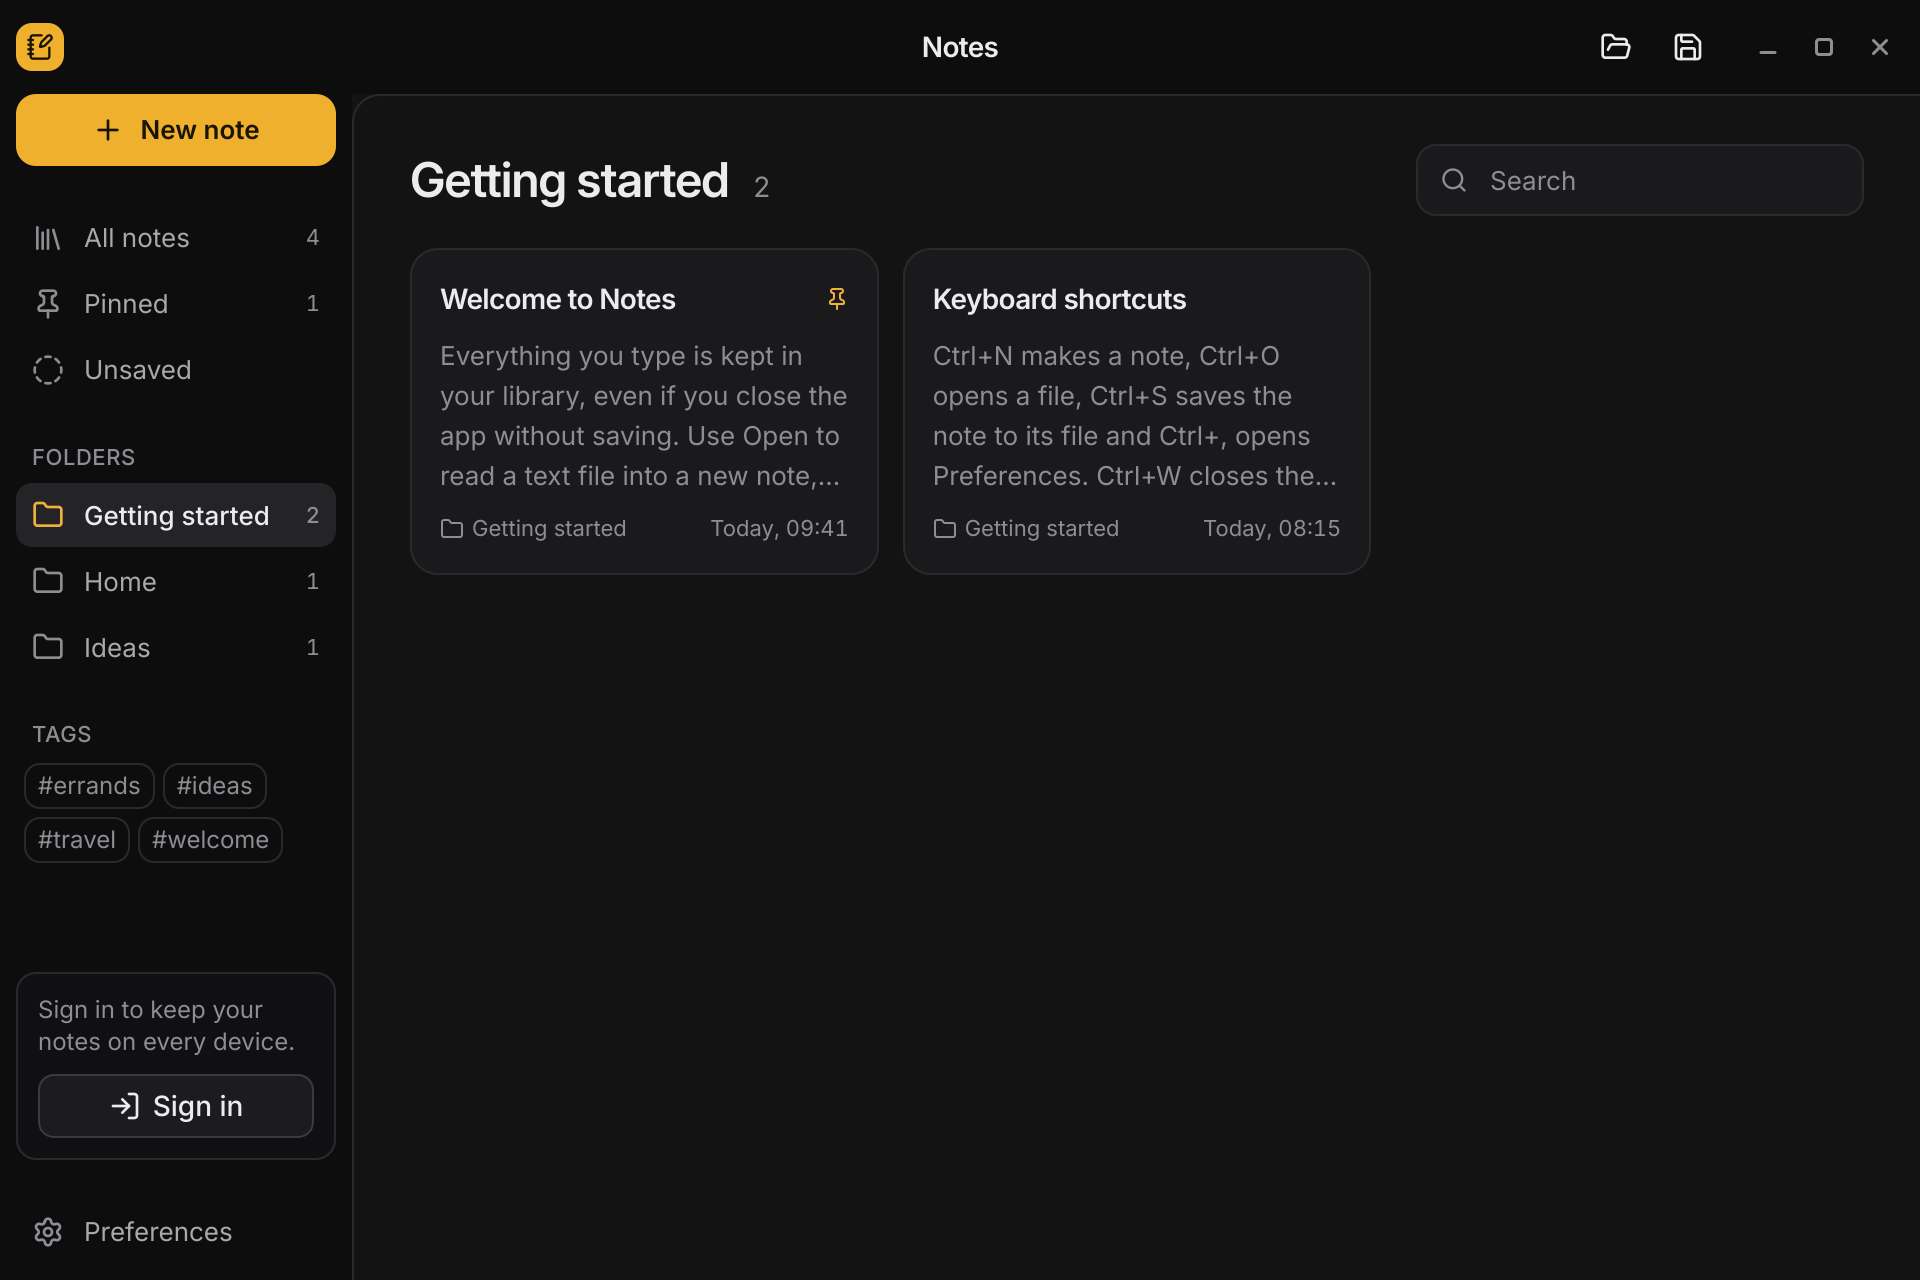 Notes
New note
All notes 4
Pinned 1
Unsaved
FOLDERS
Getting started 2
Home 1
Ideas 1
TAGS
#errands #ideas
#travel #welcome
Sign in to keep your
notes on every device.
Sign in
Preferences
Getting started 2
Search
Welcome to Notes
Everything you type is kept in
your library, even if you close the
app without saving. Use Open to
read a text file into a new note,...
Getting started Today, 09:41
Keyboard shortcuts
Ctrl+N makes a note, Ctrl+O
opens a file, Ctrl+S saves the
note to its file and Ctrl+, opens
Preferences. Ctrl+W closes the...
Getting started Today, 08:15